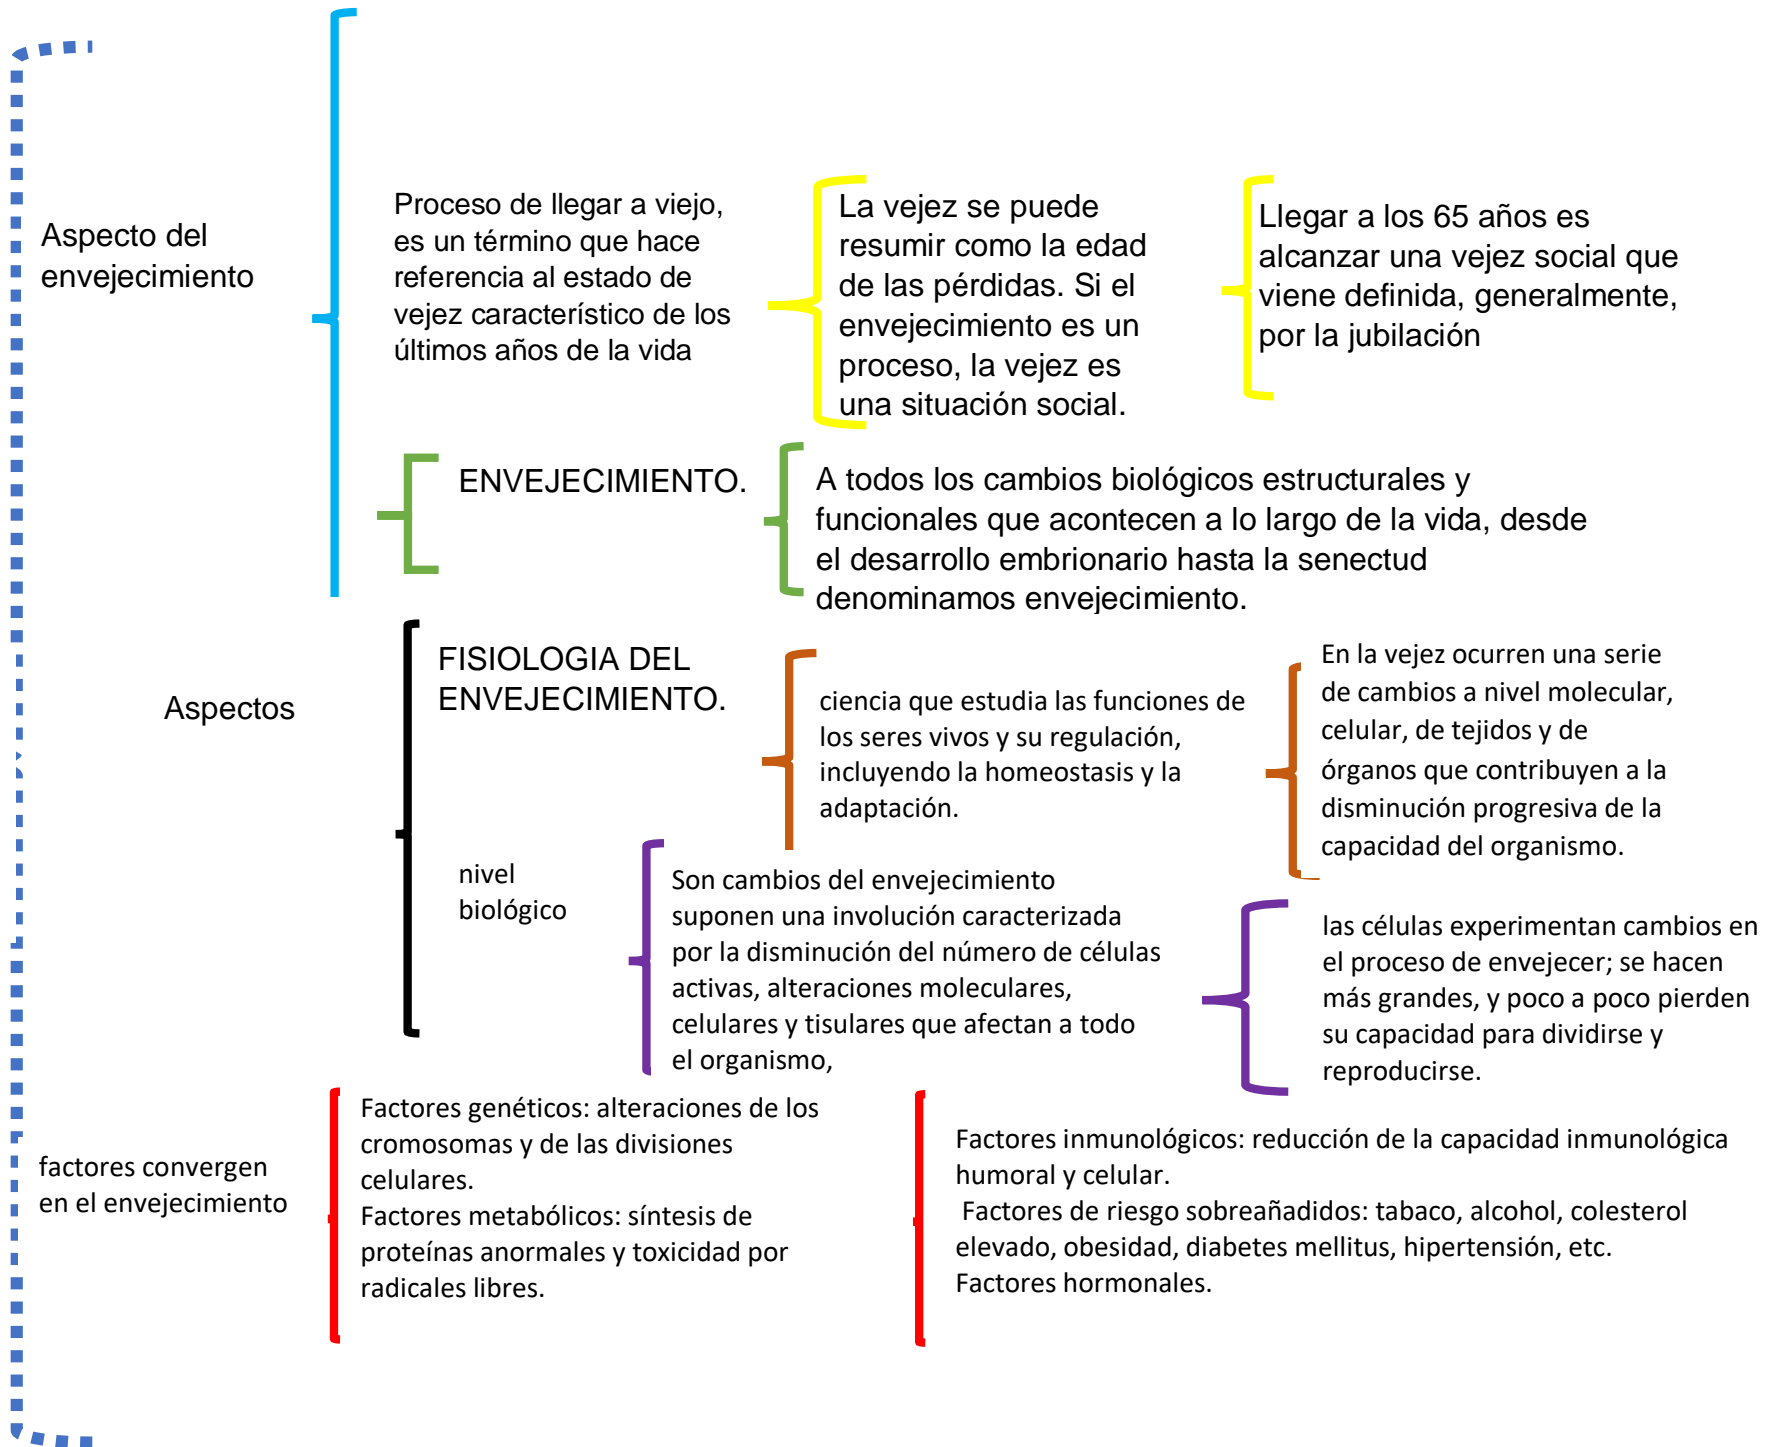 Aspecto del
envejecimiento
Proceso de llegar a viejo,
es un término que hace
referencia al estado de
vejez característico de los
últimos años de la vida
La vejez se puede
resumir como la edad
de las pérdidas. Si el
envejecimiento es un
proceso, la vejez es
una situación social.
Llegar a los 65 años es
alcanzar una vejez social que
viene definida, generalmente,
por la jubilación
ENVEJECIMIENTO.
A todos los cambios biológicos estructurales y
funcionales que acontecen a lo largo de la vida, desde
el desarrollo embrionario hasta la senectud
denominamos envejecimiento.
Aspectos
FISIOLOGIA DEL
ENVEJECIMIENTO.
ciencia que estudia las funciones de
los seres vivos y su regulación,
incluyendo la homeostasis y la
adaptación.
En la vejez ocurren una serie
de cambios a nivel molecular,
celular, de tejidos y de
órganos que contribuyen a la
disminución progresiva de la
capacidad del organismo.
nivel
biológico
Son cambios del envejecimiento
suponen una involución caracterizada
por la disminución del número de células
activas, alteraciones moleculares,
celulares y tisulares que afectan a todo
el organismo,
las células experimentan cambios en
el proceso de envejecer; se hacen
más grandes, y poco a poco pierden
su capacidad para dividirse y
reproducirse.
factores convergen
en el envejecimiento
Factores genéticos: alteraciones de los
cromosomas y de las divisiones
celulares.
Factores metabólicos: síntesis de
proteínas anormales y toxicidad por
radicales libres.
Factores inmunológicos: reducción de la capacidad inmunológica
humoral y celular.
Factores de riesgo sobreañadidos: tabaco, alcohol, colesterol
elevado, obesidad, diabetes mellitus, hipertensión, etc.
Factores hormonales.